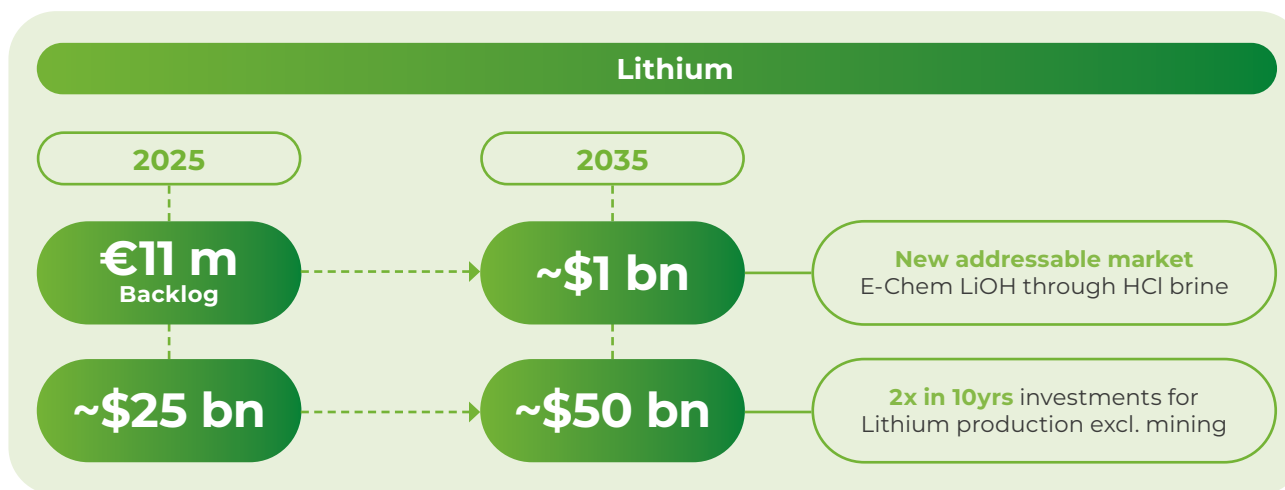 Lithium
2025
2035
€11 m
Backlog
~$1 bn
New addressable market
E-Chem LiOH through HCl brine
~$25 bn
~$50 bn
2x in 10yrs investments for
Lithium production excl. mining